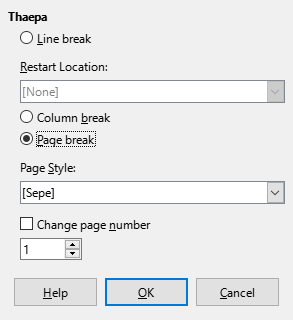 Thaepa
Line break
Restart Location:
[None]
Column break
Page break
Page Style:
[Sepe]
Change page number
1
Help OK Cancel